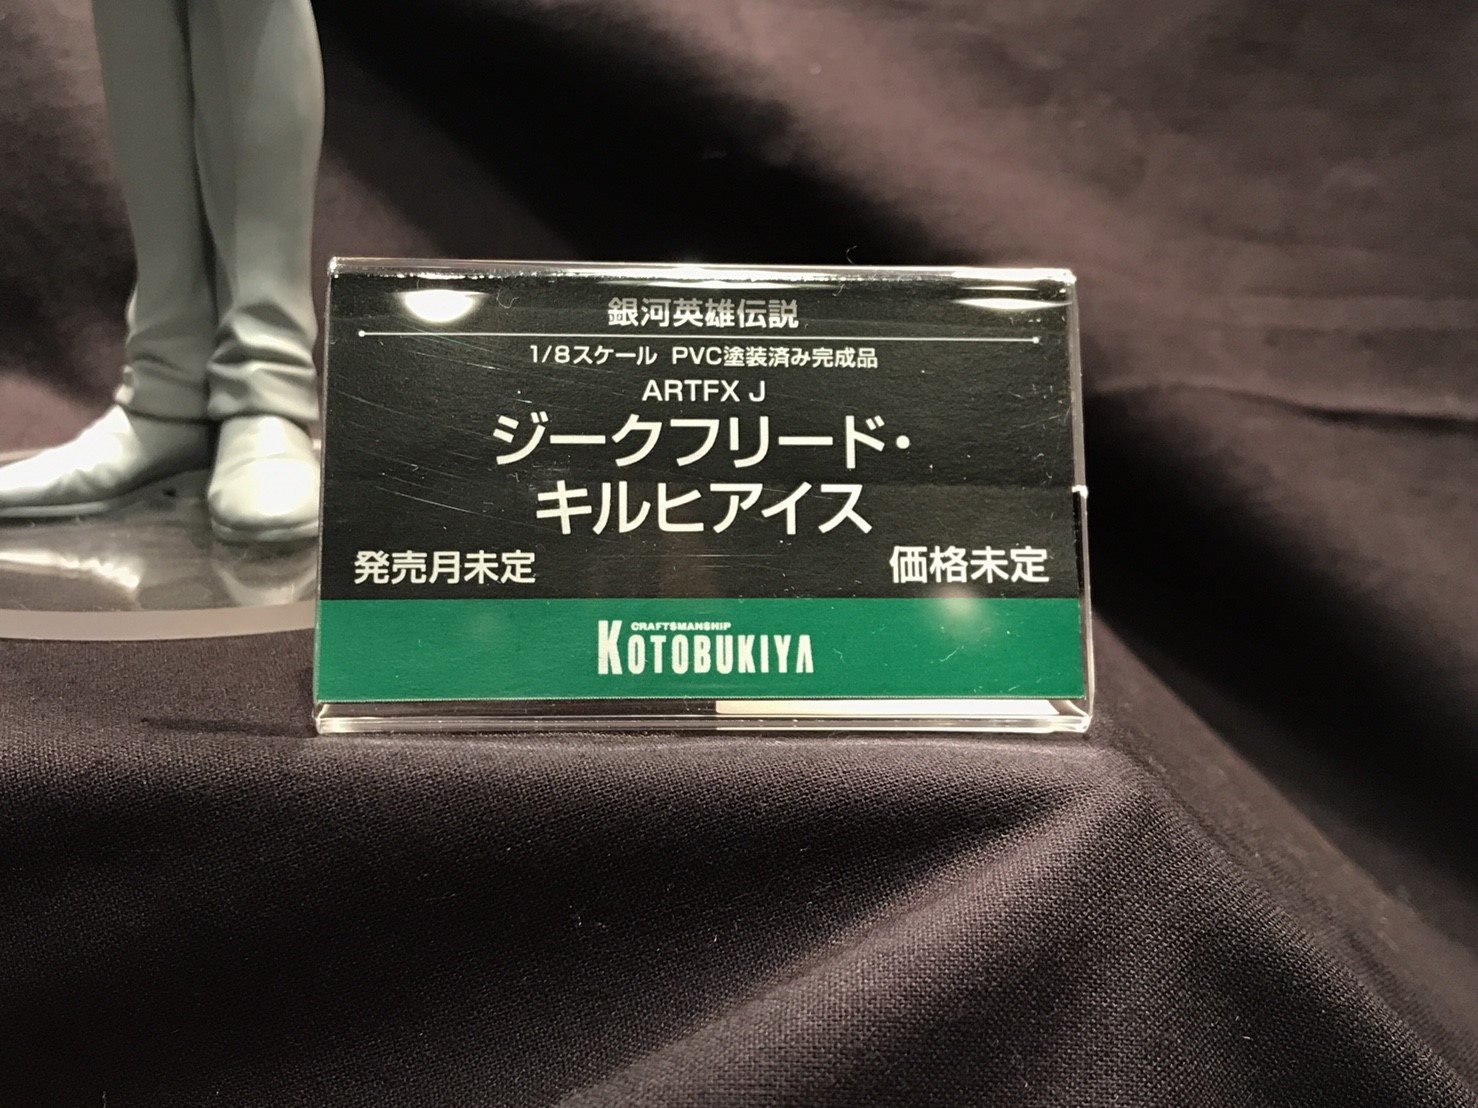 銀河英雄伝説
1/8スケール PVC塗装済み完成品
ARTFX J
ジークフリード・
キルヒアイス
発売月未定 価格未定
CRAFTSMANSHIP
KOTOBUKIYA